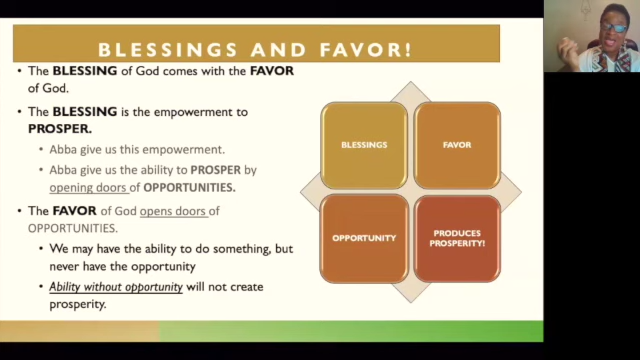 BLESSINGS AND FAVOR!
• The BLESSING of God comes with the FAVOR
of God.
• The BLESSING is the empowerment to
PROSPER.
• Abba give us this empowerment.
• Abba give us the ability to PROSPER by
opening doors of OPPORTUNITIES.
• The FAVOR of God opens doors of
OPPORTUNITIES.
• We may have the ability to do something, but
never have the opportunity
• Ability without opportunity will not create
prosperity.
BLESSINGS
FAVOR
OPPORTUNITY
PRODUCES
PROSPERITY!